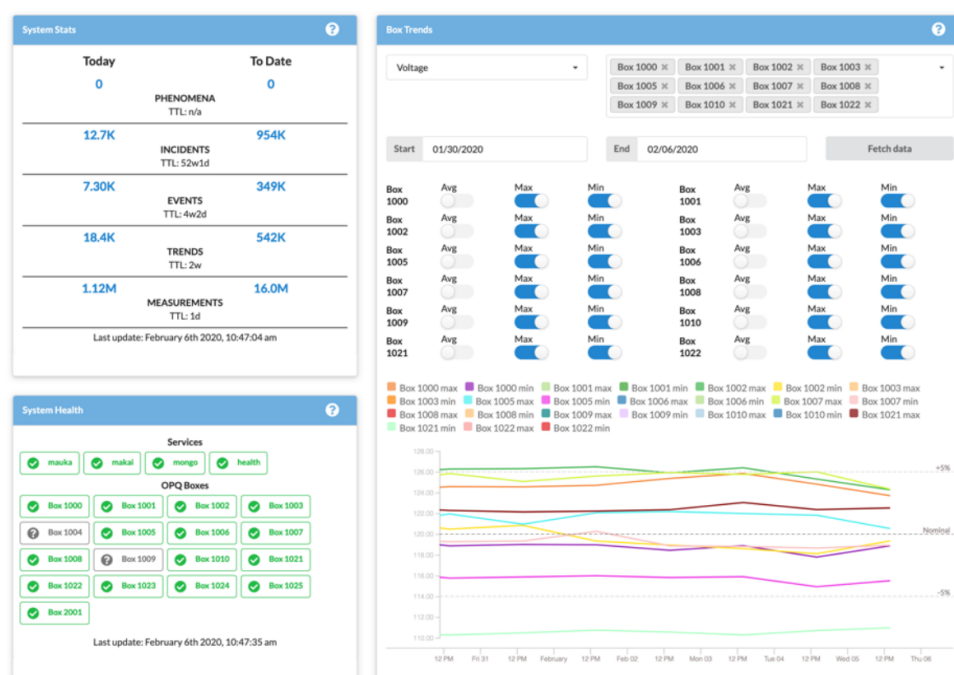 System Stats
?
Today To Date
0 0
PHENOMENA
TTL: n/a
12.7K 954K
INCIDENTS
TTL: 52w1d
7.30K 349K
EVENTS
TTL: 4w2d
18.4K 542K
TRENDS
TTL: 2w
1.12M 16.0M
MEASUREMENTS
TTL: 1d
Last update: February 6th 2020, 10:47:04 am
System Health
?
Services
mauka makai mongo health
OPQ Boxes
Box 1000 Box 1001 Box 1002 Box 1003
? Box 1004 Box 1005 Box 1006 Box 1007
Box 1008 ? Box 1009 Box 1010 Box 1021
Box 1022 Box 1023 Box 1024 Box 1025
Box 2001
Last update: February 6th 2020, 10:47:35 am
Box Trends
?
Voltage
Box 1000 × Box 1001 × Box 1002 × Box 1003 ×
Box 1005 × Box 1006 × Box 1007 × Box 1008 ×
Box 1009 × Box 1010 × Box 1021 × Box 1022 ×
Start 01/30/2020 End 02/06/2020 Fetch data
Box 1000 Avg Max Min Box 1001 Avg Max Min
Box 1002 Avg Max Min Box 1003 Avg Max Min
Box 1005 Avg Max Min Box 1006 Avg Max Min
Box 1007 Avg Max Min Box 1008 Avg Max Min
Box 1009 Avg Max Min Box 1010 Avg Max Min
Box 1021 Avg Max Min Box 1022 Avg Max Min
Box 1000 max Box 1000 min Box 1001 max Box 1001 min Box 1002 max Box 1002 min Box 1003 max
Box 1003 min Box 1005 max Box 1005 min Box 1006 max Box 1006 min Box 1007 max Box 1007 min
Box 1008 max Box 1008 min Box 1009 max Box 1009 min Box 1010 max Box 1010 min Box 1021 max
Box 1021 min Box 1022 max Box 1022 min
128.00
126.00 +5%
124.00
122.00
120.00 Nominal
118.00
116.00
114.00 -5%
112.00
110.00
12 PM Fri 31 12 PM February 12 PM Feb 02 12 PM Mon 03 12 PM Tue 04 12 PM Wed 05 12 PM Thu 06